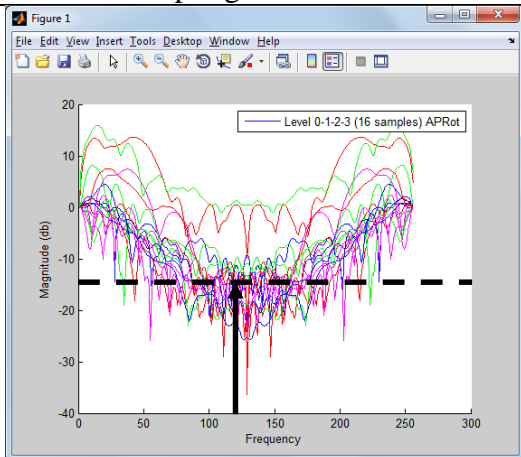 Figure 1
File Edit View Insert Tools Desktop Window Help
Level 0-1-2-3 (16 samples) APRot
20
10
0
-10
-20
-30
-40
Magnitude (db)
0 50 100 150 200 250 300
Frequency